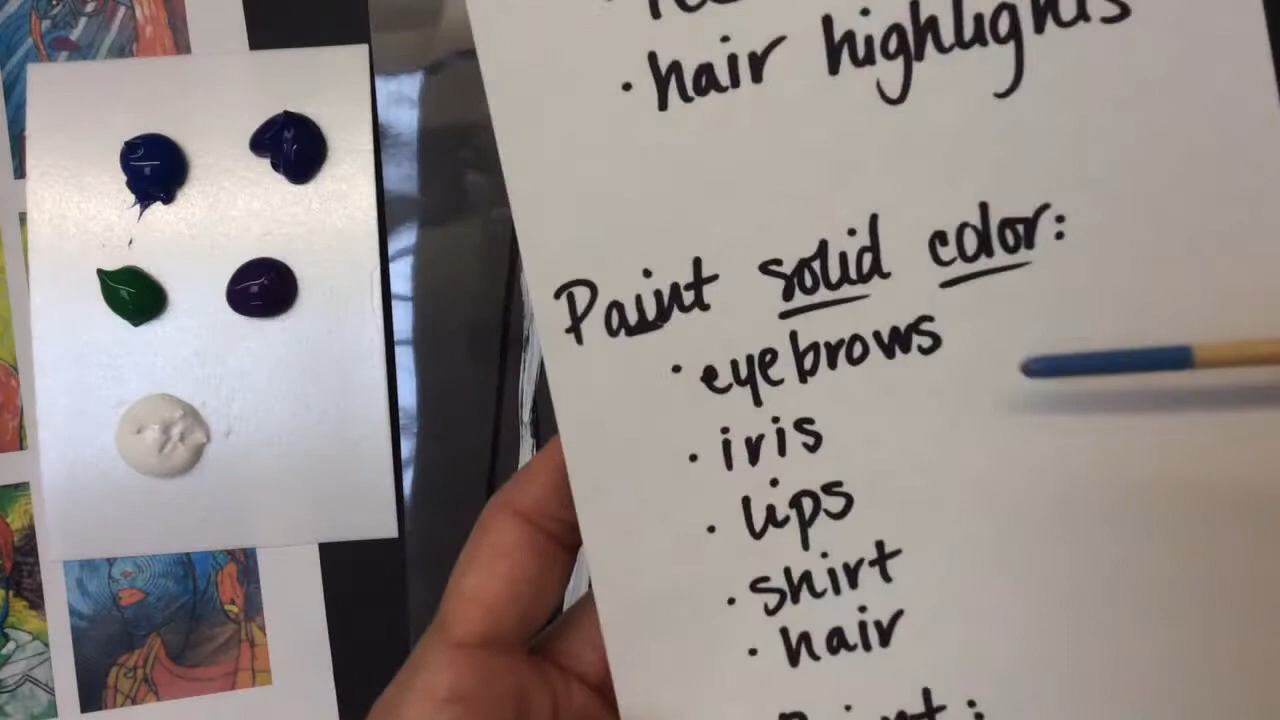 · hair highlights
Paint solid color:
· eyebrows
· iris
· lips
· shirt
· hair